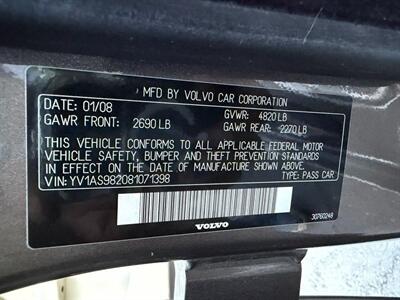 MFD BY VOLVO CAR CORPORATION
DATE: 01/08 GVWR: 4820 LB
GAWR FRONT: 2690 LB GAWR REAR: 2270 LB
THIS VEHICLE CONFORMS TO ALL APPLICABLE FEDERAL MOTOR
VEHICLE SAFETY, BUMPER AND THEFT PREVENTION STANDARDS
IN EFFECT ON THE DATE OF MANUFACTURE SHOWN ABOVE.
VIN: YV1AS982081071398 TYPE: PASS CAR
VOLVO
30760248